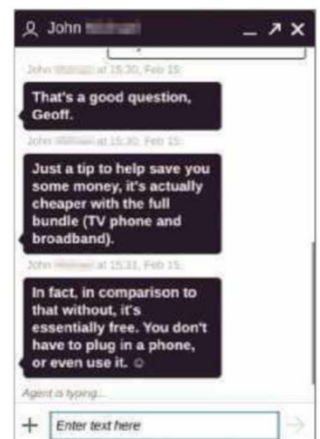 John
John at 15:30, Feb 15:
That's a good question,
Geoff.
John at 15:30, Feb 15:
Just a tip to help save you
some money, it's actually
cheaper with the full
bundle (TV phone and
broadband).
John at 15:31, Feb 15:
In fact, in comparison to
that without, it's
essentially free. You don't
have to plug in a phone,
or even use it. ☺
Agent is typing...
Enter text here